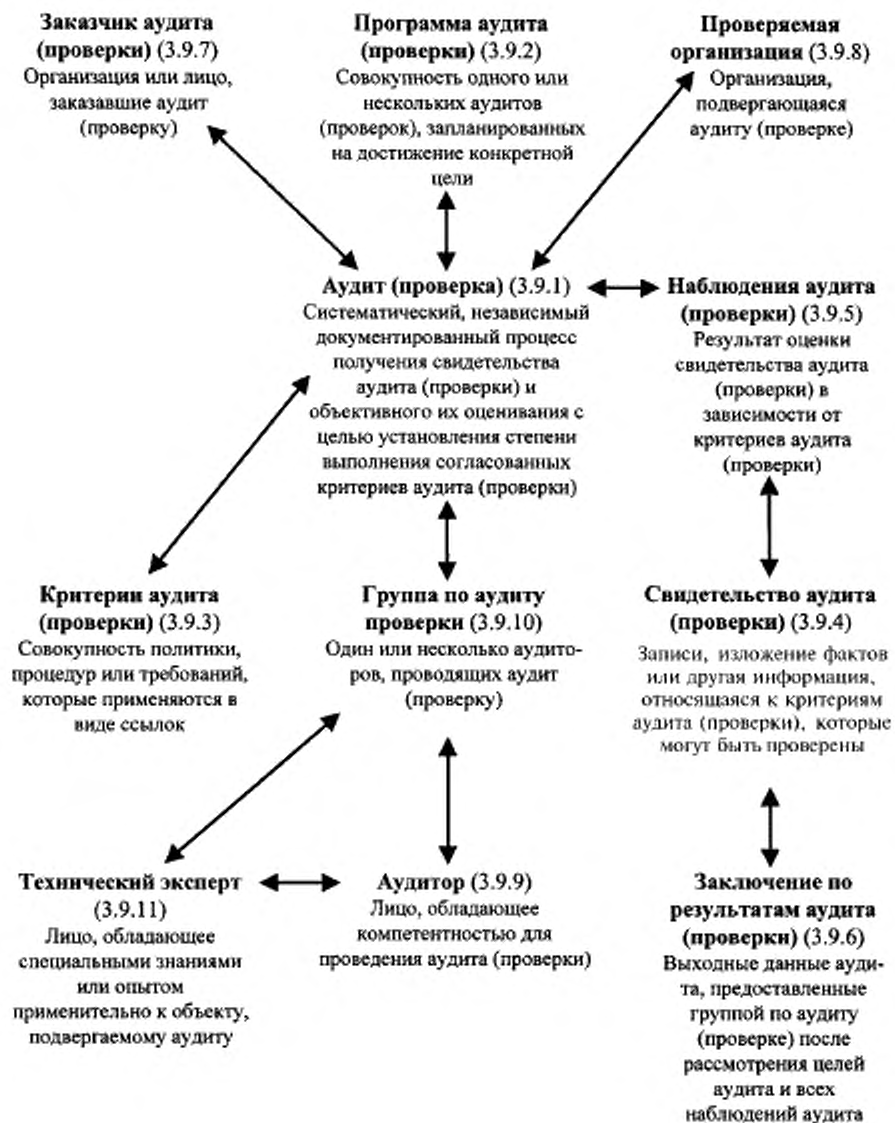 Заказчик аудита
(проверки) (3.9.7)
Организация или лицо,
заказавшие аудит
(проверку)
Программа аудита
(проверки) (3.9.2)
Совокупность одного или
нескольких аудитов
(проверок), запланированных
на достижение конкретной
цели
Проверяемая
организация (3.9.8)
Организация,
подвергающаяся
аудиту (проверке)
Аудит (проверка) (3.9.1)
Систематический, независимый
документированный процесс
получения свидетельства
аудита (проверки) и
объективного их оценивания с
целью установления степени
выполнения согласованных
критериев аудита (проверки)
Наблюдения аудита
(проверки) (3.9.5)
Результат оценки
свидетельства аудита
(проверки) в
зависимости от
критериев аудита
(проверки)
Критерии аудита
(проверки) (3.9.3)
Совокупность политики,
процедур или требований,
которые применяются в
виде ссылок
Группа по аудиту
проверки (3.9.10)
Один или несколько аудито-
ров, проводящих аудит
(проверку)
Свидетельство аудита
(проверки) (3.9.4)
Записи, изложение фактов
или другая информация,
относящаяся к критериям
аудита (проверки), которые
могут быть проверены
Технический эксперт
(3.9.11)
Лицо, обладающее
специальными знаниями
или опытом
применительно к объекту,
подвергаемому аудиту
Аудитор (3.9.9)
Лицо, обладающее
компетентностью для
проведения аудита (проверки)
Заключение по
результатам аудита
(проверки) (3.9.6)
Выходные данные ауди-
та, предоставленные
группой по аудиту
(проверке) после
рассмотрения целей
аудита и всех
наблюдений аудита